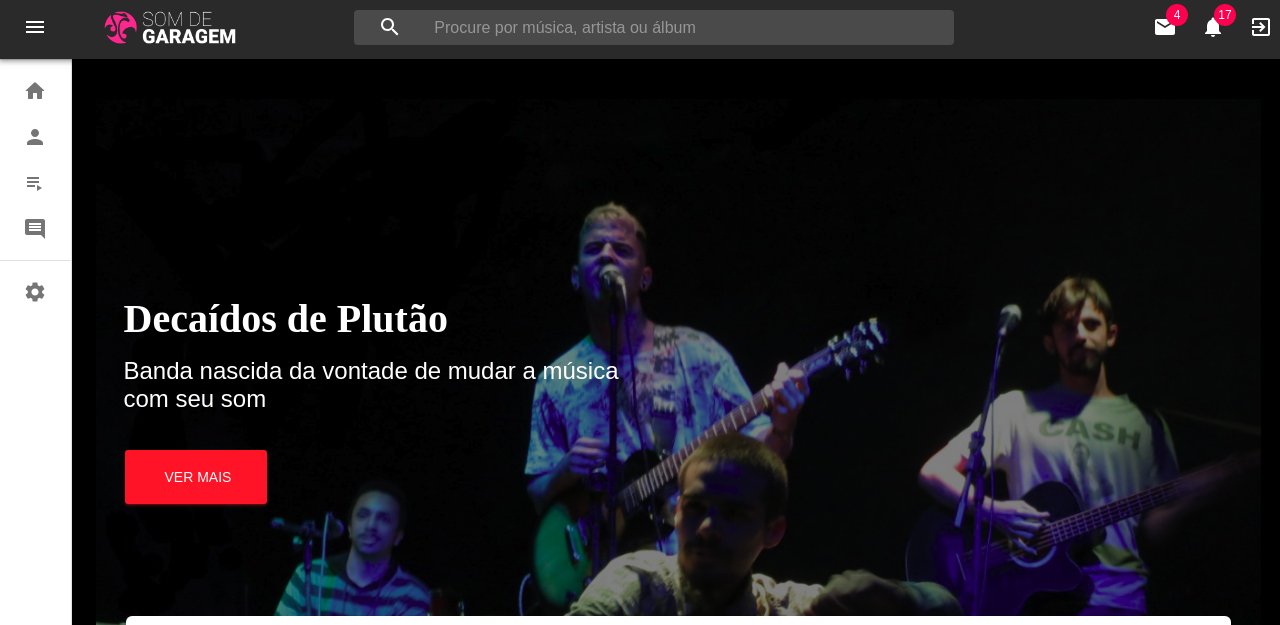 SOM DE
GARAGEM
Procure por música, artista ou álbum
4
17
Decaídos de Plutão
Banda nascida da vontade de mudar a música
com seu som
VER MAIS
CASH